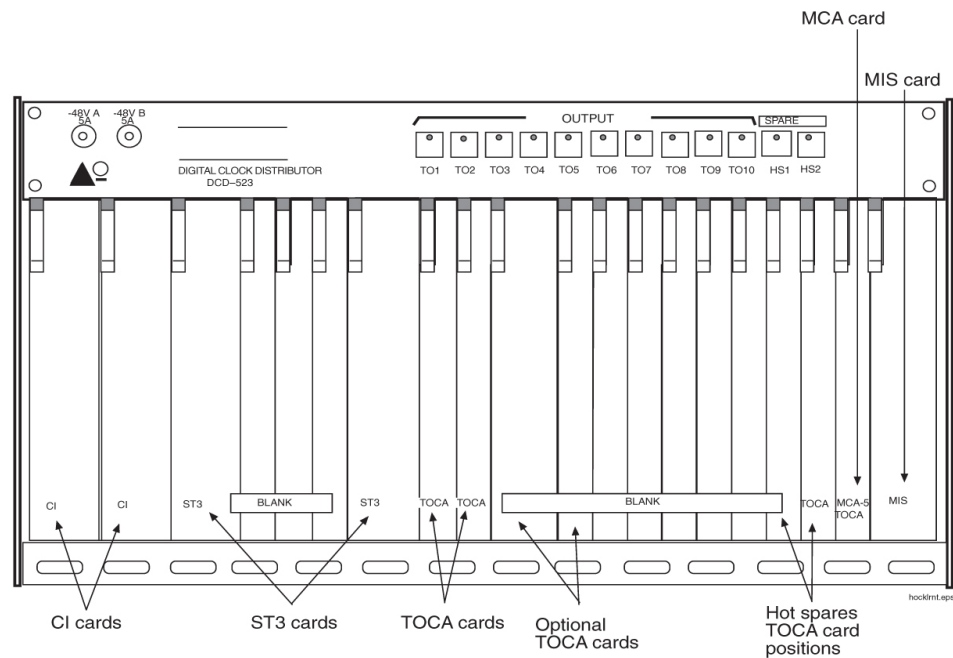 MCA card
MIS card
-48V A
5A
-48V B
5A
OUTPUT
SPARE
DIGITAL CLOCK DISTRIBUTOR
DCD–523
TO1 TO2 TO3 TO4 TO5 TO6 TO7 TO8 TO9 TO10 HS1 HS2
CI CI ST3 BLANK ST3 TOCA TOCA BLANK TOCA MCA-5 MIS
TOCA
hocklrnt.eps
CI cards
ST3 cards
TOCA cards
Optional
TOCA cards
Hot spares
TOCA card
positions